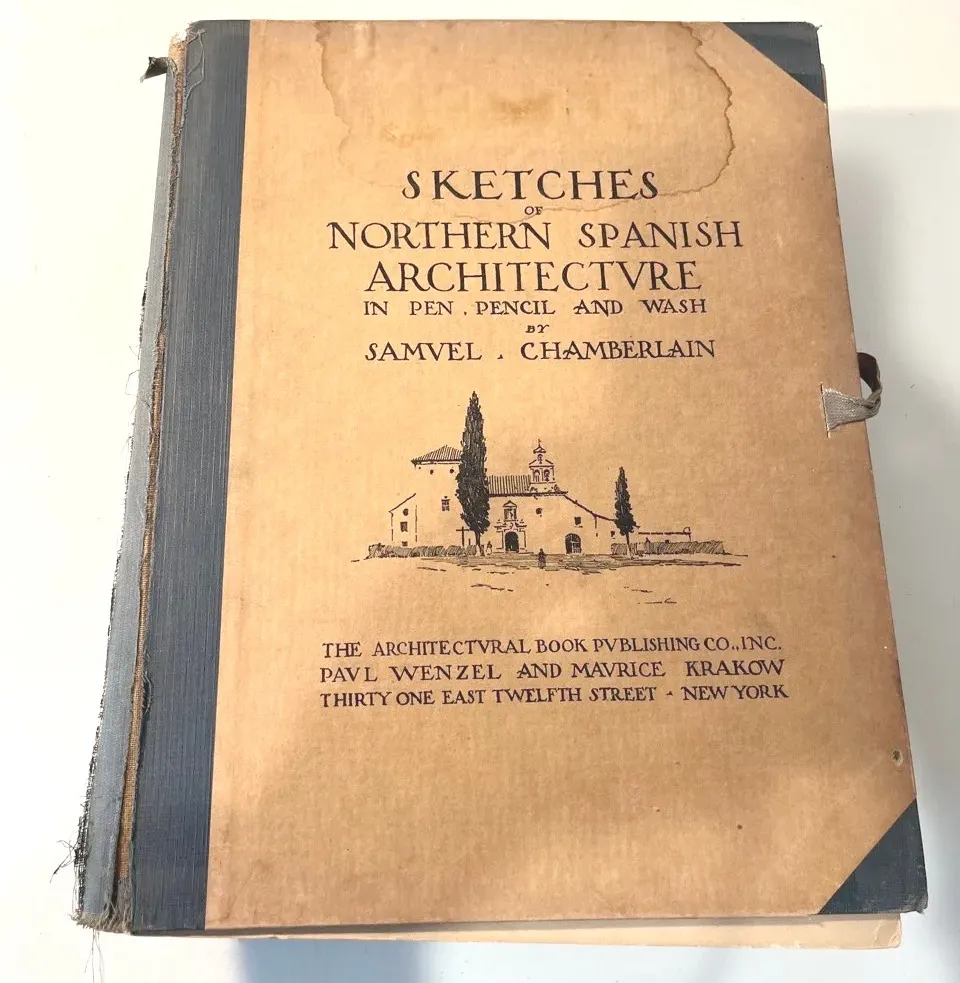 SKETCHES
OF
NORTHERN SPANISH
ARCHITECTVRE
IN PEN . PENCIL AND WASH
BY
SAMVEL . CHAMBERLAIN
THE ARCHITECTVRAL BOOK PVBLISHING CO., INC.
PAVL WENZEL AND MAVRICE KRAKOW
THIRTY ONE EAST TWELFTH STREET - NEW YORK